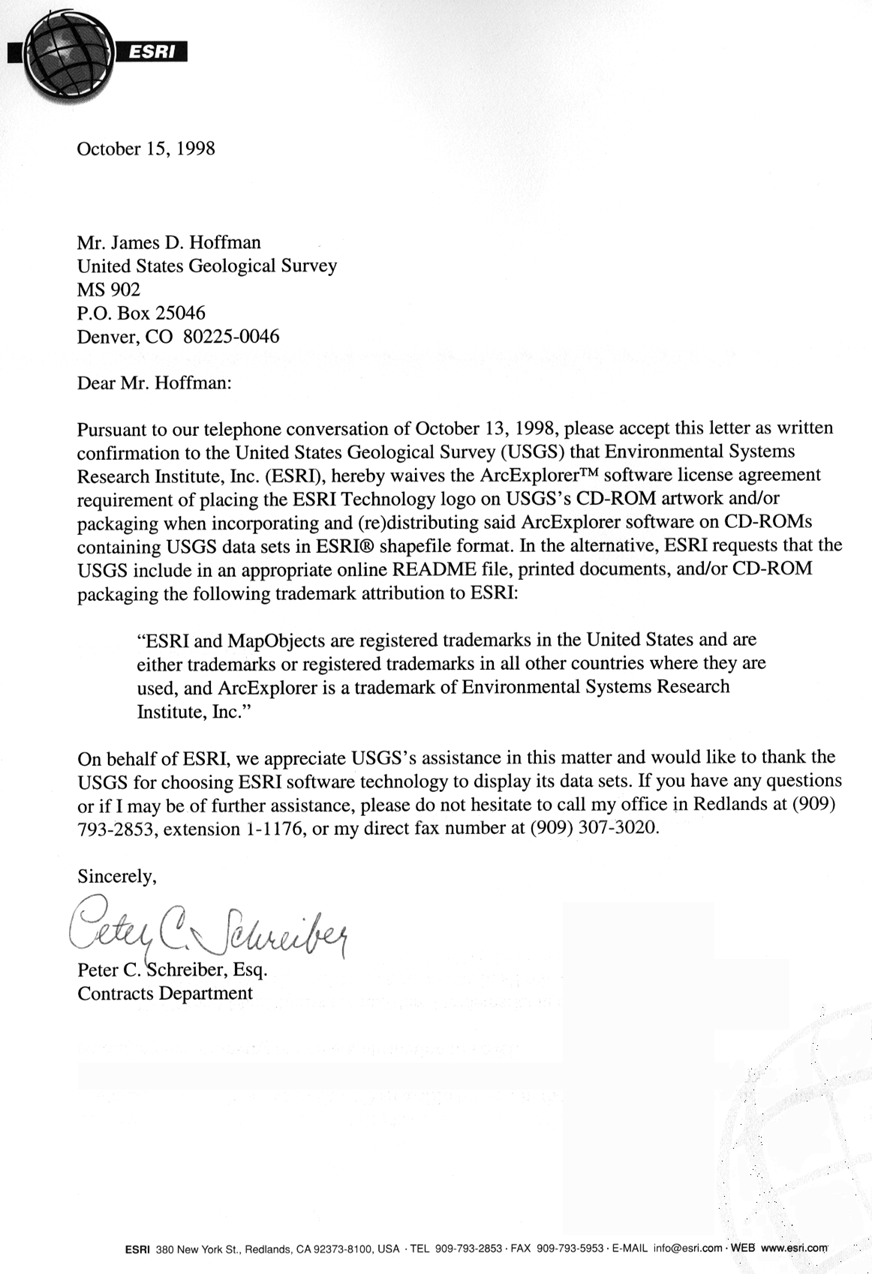 ESRI
October 15, 1998
Mr. James D. Hoffman
United States Geological Survey
MS 902
P.O. Box 25046
Denver, CO  80225-0046
Dear Mr. Hoffman:
Pursuant to our telephone conversation of October 13, 1998, please accept this letter as written
confirmation to the United States Geological Survey (USGS) that Environmental Systems
Research Institute, Inc. (ESRI), hereby waives the ArcExplorer™ software license agreement
requirement of placing the ESRI Technology logo on USGS's CD-ROM artwork and/or
packaging when incorporating and (re)distributing said ArcExplorer software on CD-ROMs
containing USGS data sets in ESRI® shapefile format. In the alternative, ESRI requests that the
USGS include in an appropriate online README file, printed documents, and/or CD-ROM
packaging the following trademark attribution to ESRI:
“ESRI and MapObjects are registered trademarks in the United States and are
either trademarks or registered trademarks in all other countries where they are
used, and ArcExplorer is a trademark of Environmental Systems Research
Institute, Inc.”
On behalf of ESRI, we appreciate USGS's assistance in this matter and would like to thank the
USGS for choosing ESRI software technology to display its data sets. If you have any questions
or if I may be of further assistance, please do not hesitate to call my office in Redlands at (909)
793-2853, extension 1-1176, or my direct fax number at (909) 307-3020.
Sincerely,
Peter C. Schreiber
Peter C. Schreiber, Esq.
Contracts Department
ESRI 380 New York St., Redlands, CA 92373-8100, USA · TEL 909-793-2853 · FAX 909-793-5953 · E-MAIL info@esri.com · WEB www.esri.com